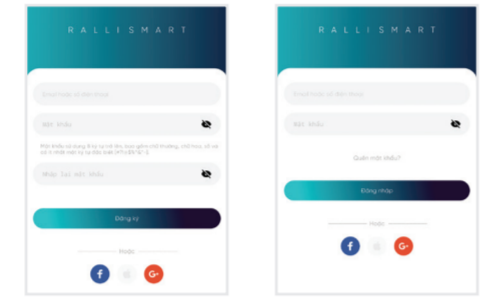 RALLISMART
Email hoặc số điện thoại
Mật khẩu
Nhập lại mật khẩu
Đăng ký
Hoặc
f
G+
RALLISMART
Email hoặc số điện thoại
Mật khẩu
Quên mật khẩu?
Đăng nhập
Hoặc
f
G+